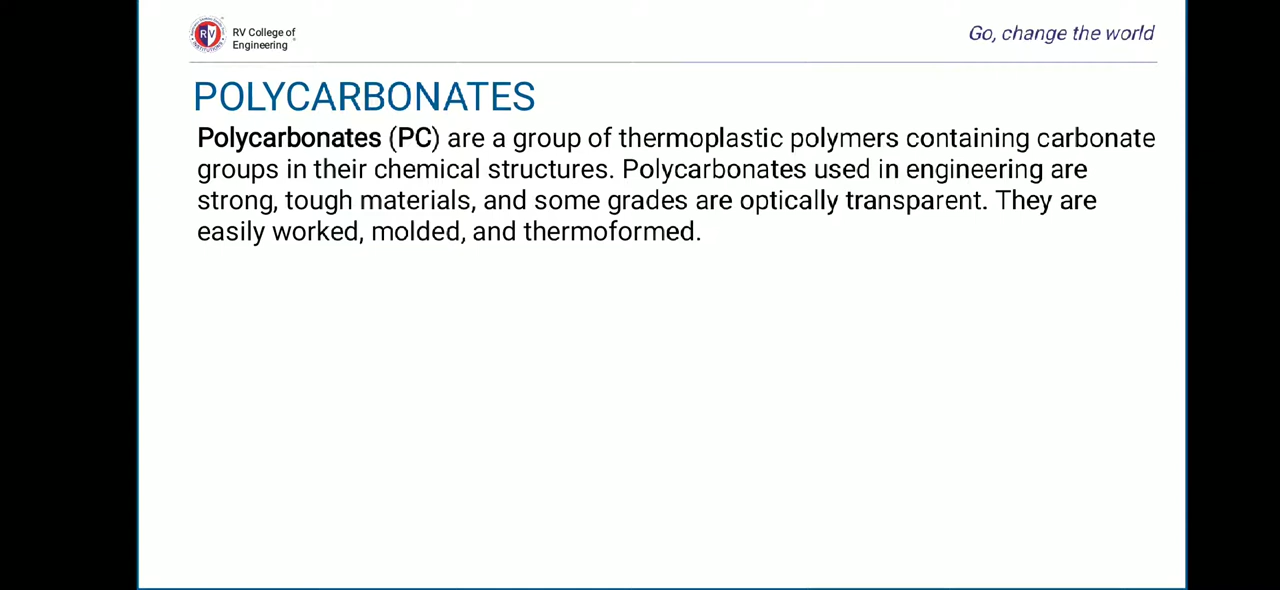 RV College of
Engineering
Go, change the world
POLYCARBONATES
Polycarbonates (PC) are a group of thermoplastic polymers containing carbonate
groups in their chemical structures. Polycarbonates used in engineering are
strong, tough materials, and some grades are optically transparent. They are
easily worked, molded, and thermoformed.